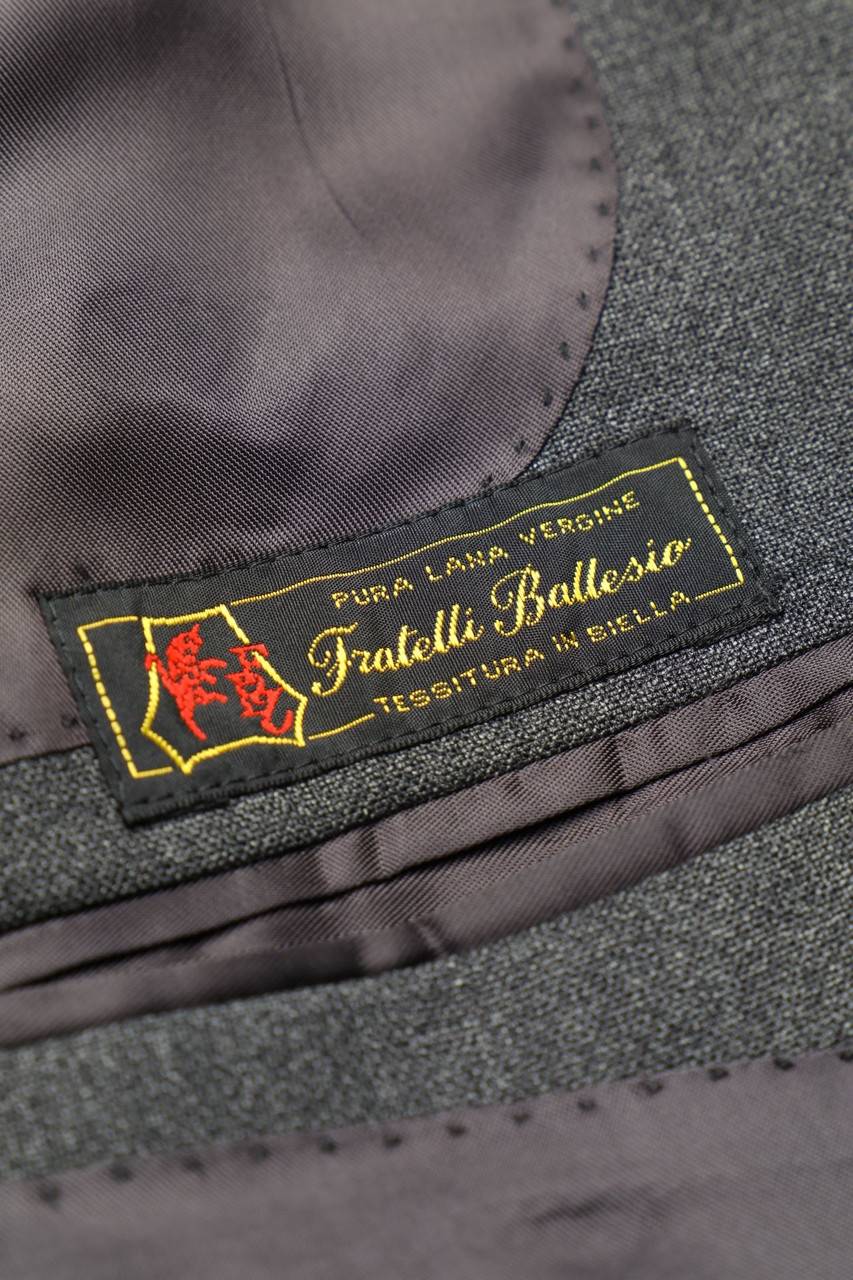 PURA LANA VERGINE
Fratelli Ballesio
TESSITURA IN BIELLA